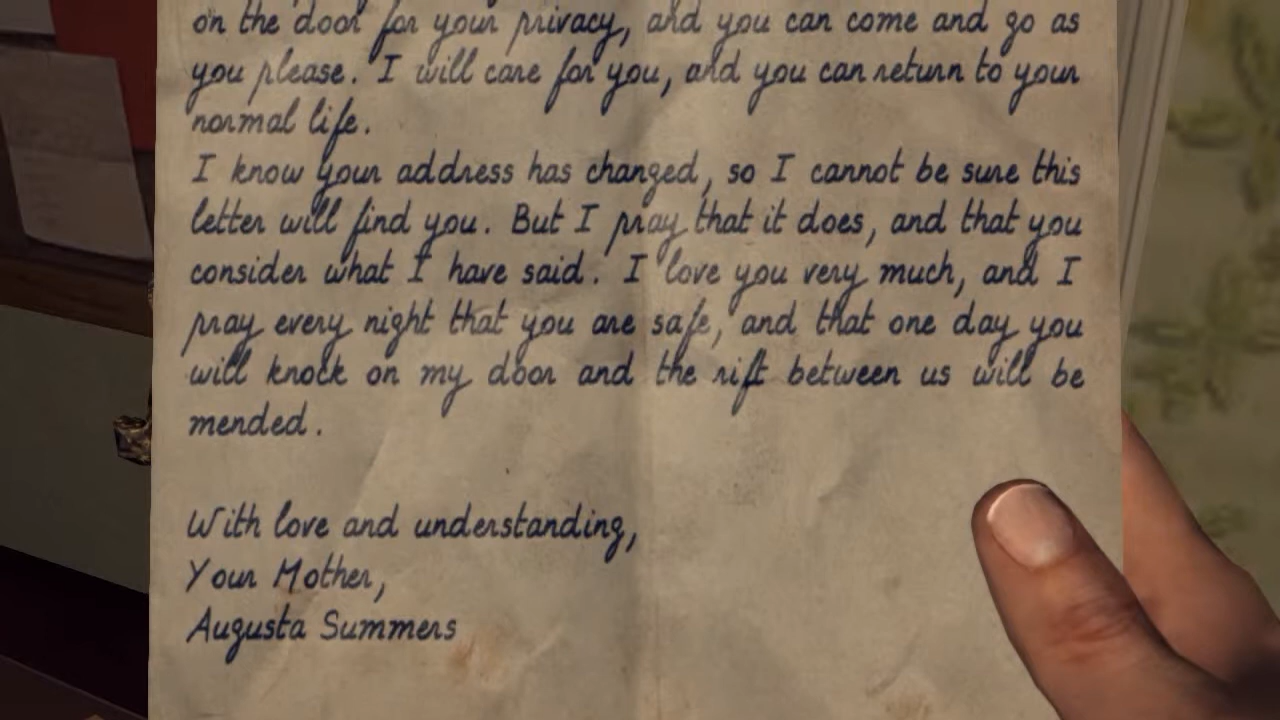 on the door for your privacy, and you can come and go as
you please. I will care for you, and you can return to your
normal life.
I know your address has changed, so I cannot be sure this
letter will find you. But I pray that it does, and that you
consider what I have said. I love you very much, and I
pray every night that you are safe, and that one day you
will knock on my door and the rift between us will be
mended.
With love and understanding,
Your Mother,
Augusta Summers